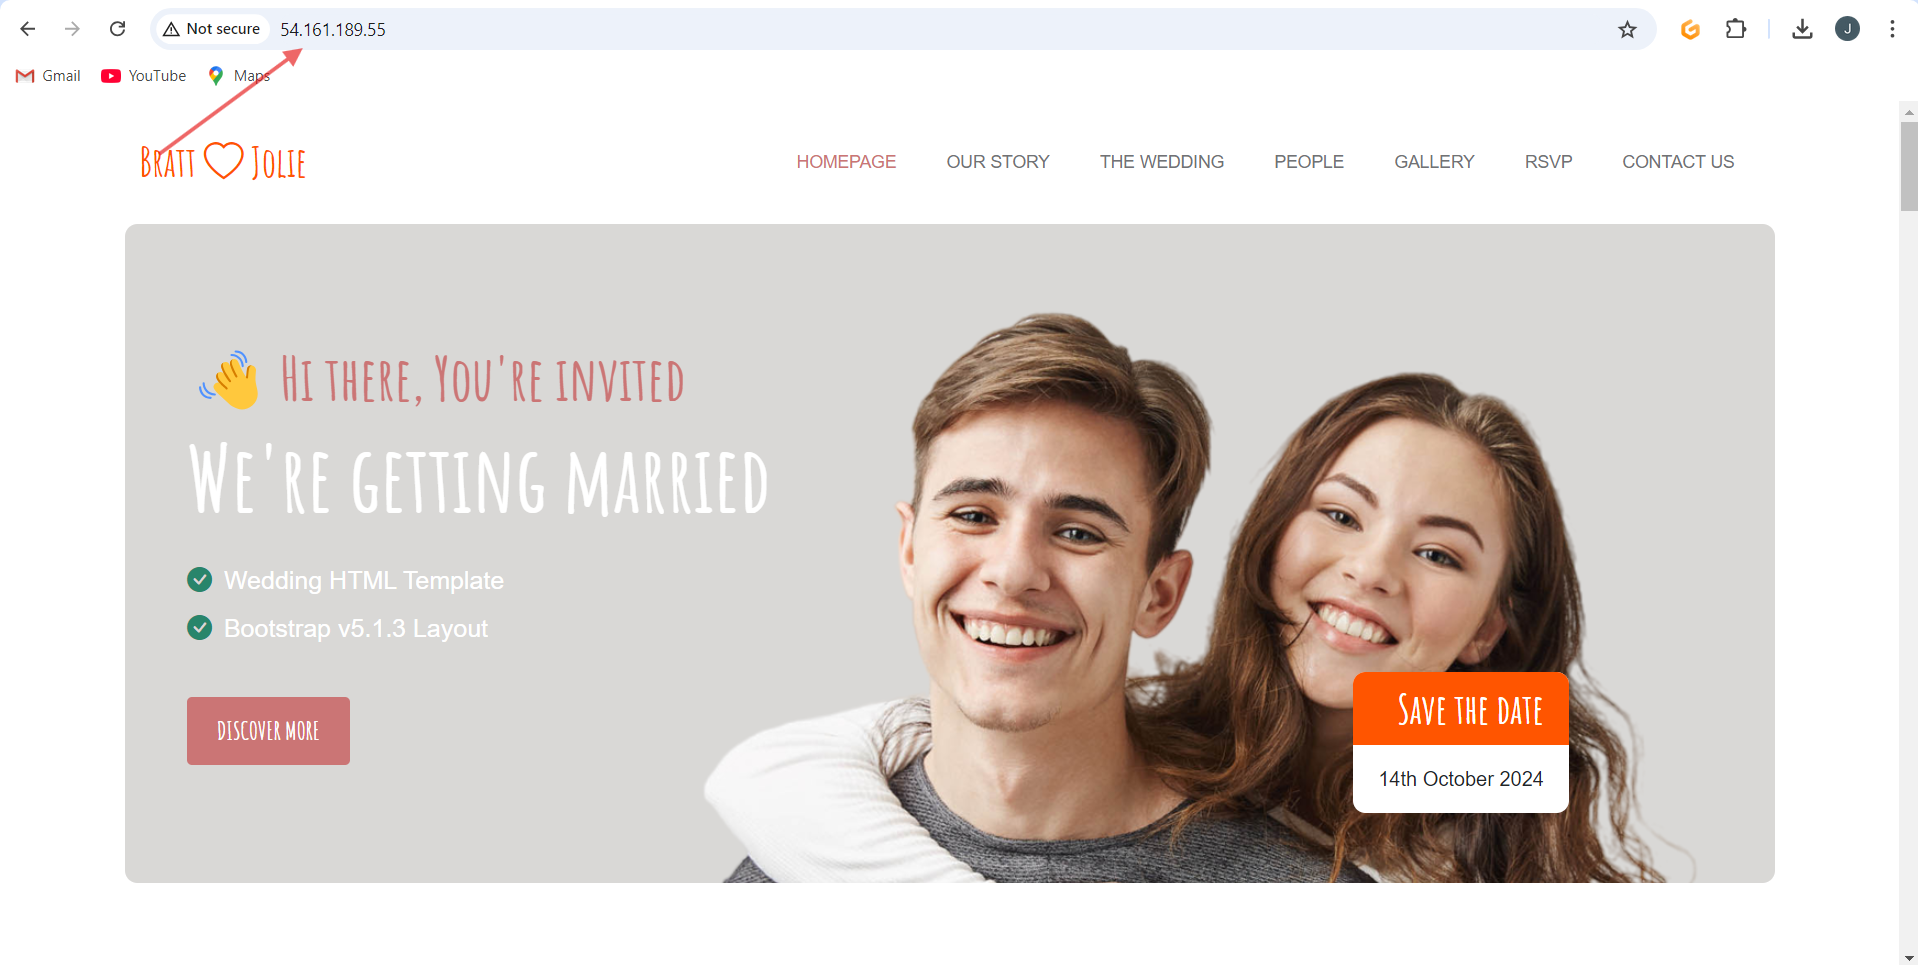 Not secure 54.161.189.55
J
Gmail YouTube Maps
Bratt Jolie
HOMEPAGE OUR STORY THE WEDDING PEOPLE GALLERY RSVP CONTACT US
Hi there, You're invited
We're getting married
Wedding HTML Template
Bootstrap v5.1.3 Layout
DISCOVER MORE
Save the date
14th October 2024